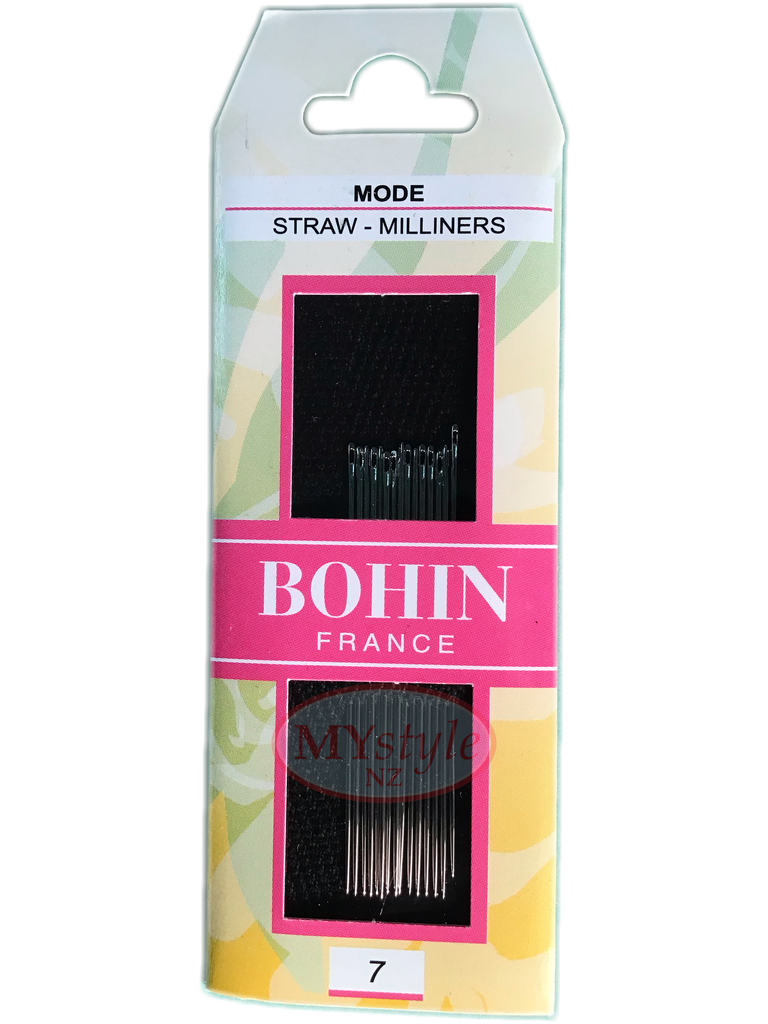 MODE
STRAW - MILLINERS
BOHIN
FRANCE
MYstyle
NZ
7